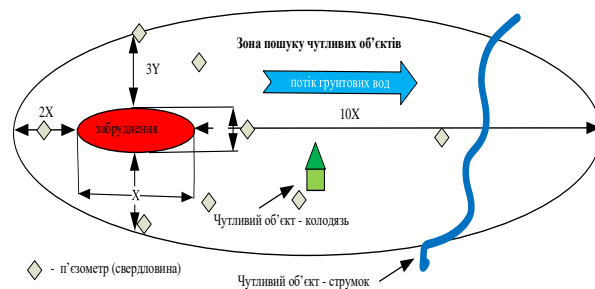 Зона пошуку чутливих об’єктів
3Y
потік грунтових вод
2X
забруднення
10X
X
Чутливий об’єкт - колодязь
- п’єзометр (свердловина)
Чутливий об’єкт - струмок